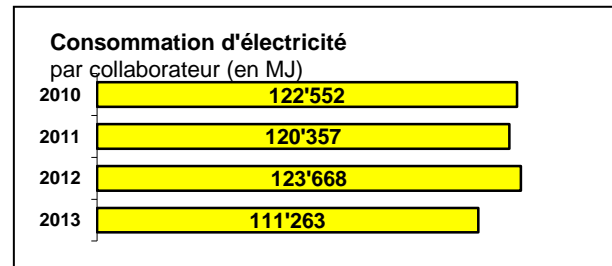 Consommation d'électricité
par collaborateur (en MJ)
2010 122'552
2011 120'357
2012 123'668
2013 111'263